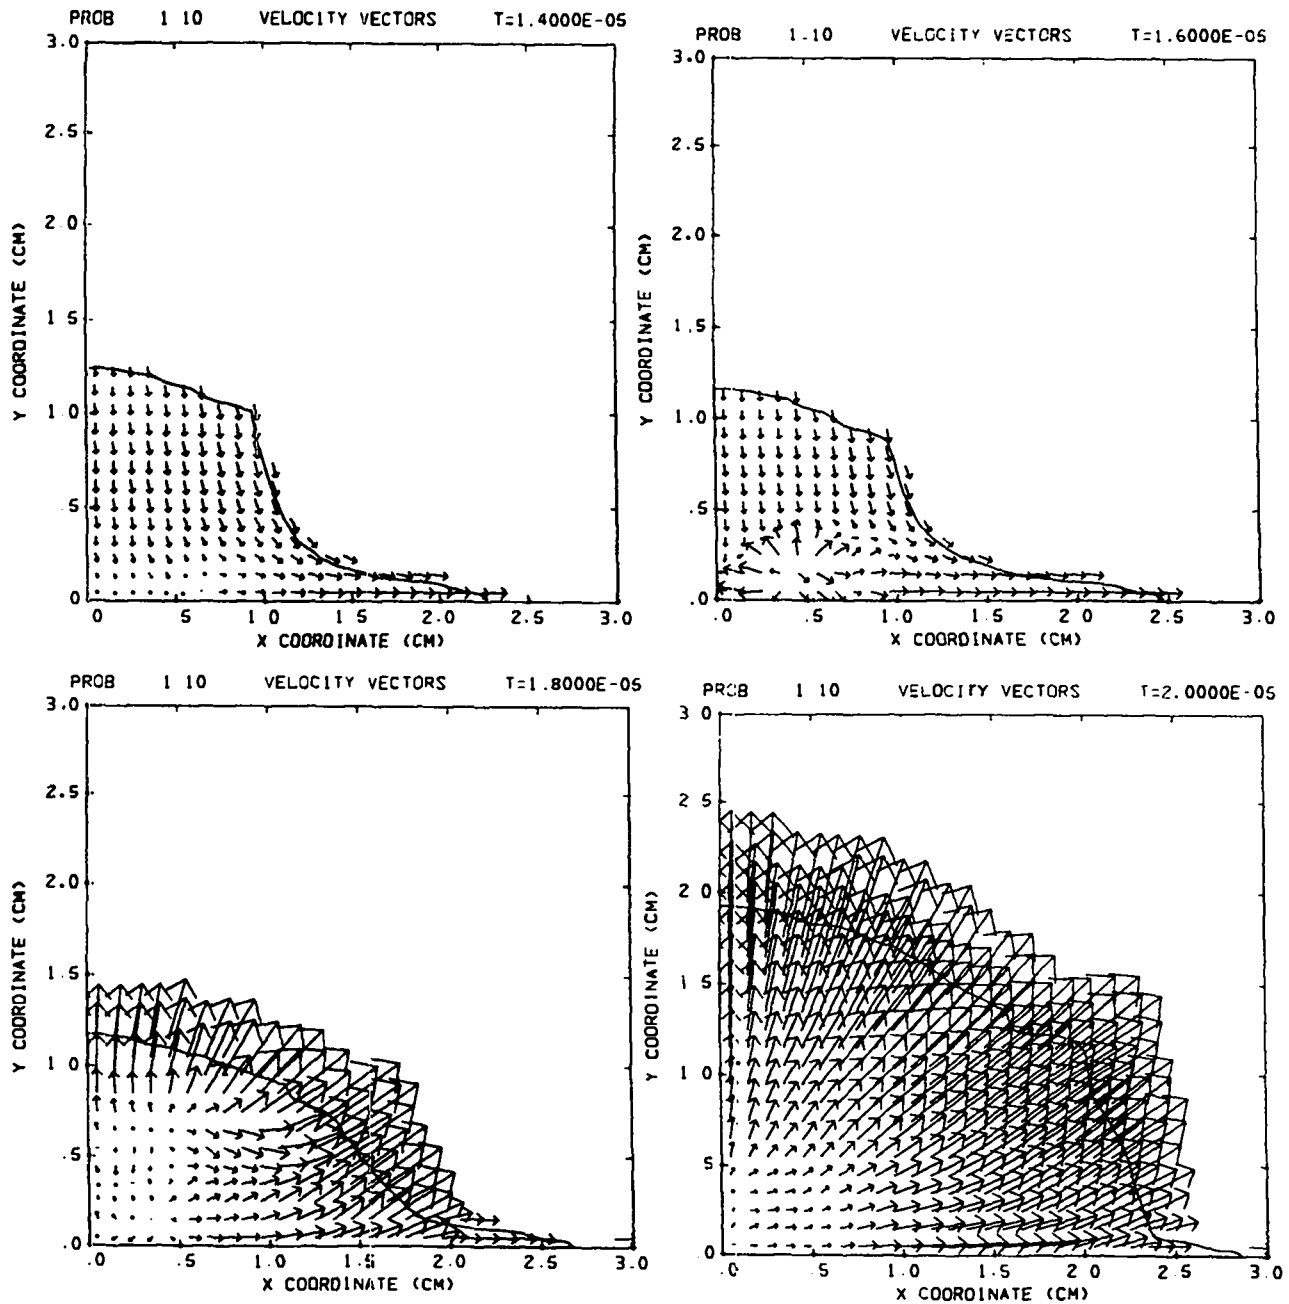 PROB 1 10 VELOCITY VECTORS T=1.4000E-05
3.0
2.5
2 0
1 5
1.0
.5
.0
Y COORDINATE (CM)
.0 .5 1 0 1.5 2.0 2 5 3.0
X COORDINATE (CM)
PROB 1.10 VELOCITY VECTORS T=1.6000E-05
3.0
2.5
2.0
1.5
1.0
.5
.0
Y COORDINATE (CM)
.0 .5 1.0 1 5 2 0 2.5 3.0
X COORDINATE (CM)
PROB 1 10 VELOCITY VECTORS T=1.8000E-05
3.0
2.5
2.0
1.5
1 0
.5
.0
Y COORDINATE (CM)
.0 .5 1.0 1.5 2.0 2.5 3.0
X COORDINATE (CM)
PROB 1 10 VELOCITY VECTORS T=2.0000E-05
3 0
2 5
2 0
1 5
1 0
5
.0
Y COORDINATE (CM)
.0 .5 1.0 1.5 2 0 2.5 3.0
X COORDINATE (CM)